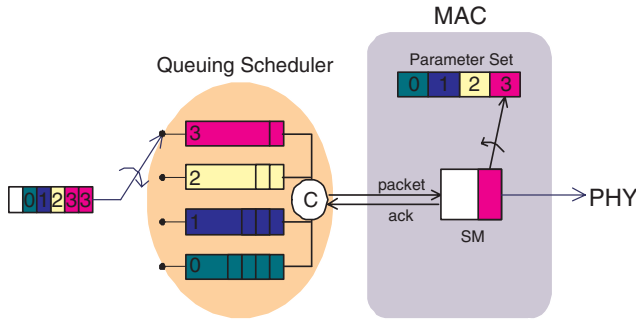 MAC
Parameter Set
0 1 2 3
Queuing Scheduler
3
2
1
0
0 1 2 3 3
C
packet
ack
SM
PHY